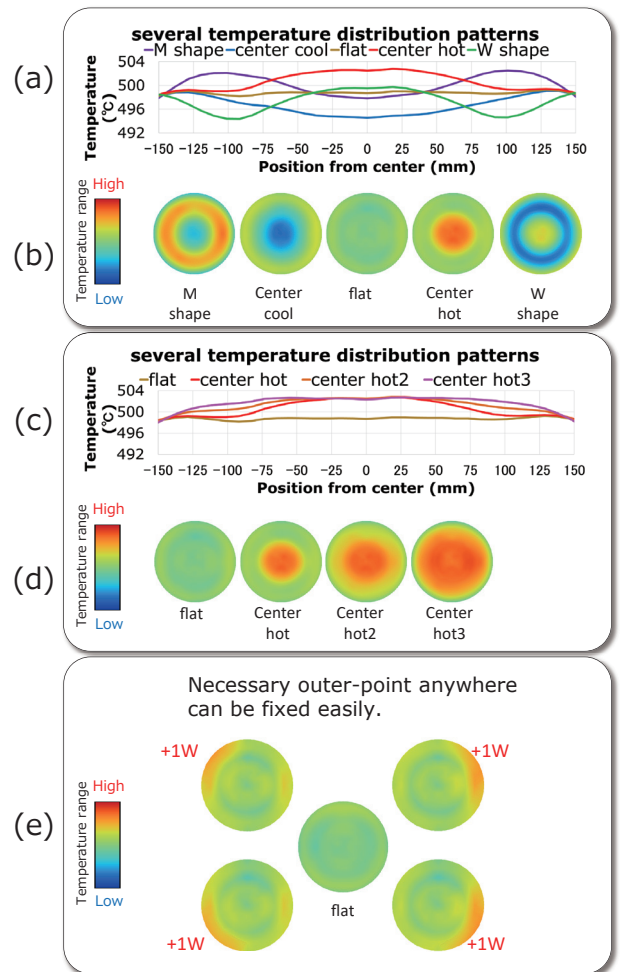 (a)
several temperature distribution patterns
M shape center cool flat center hot W shape
Temperature
(℃)
504
500
496
492
-150 -125 -100 -75 -50 -25 0 25 50 75 100 125 150
Position from center (mm)
(b)
Temperature range
High
Low
M shape
Center cool
flat
Center hot
W shape
(c)
several temperature distribution patterns
flat center hot center hot2 center hot3
Temperature
(℃)
504
500
496
492
-150 -125 -100 -75 -50 -25 0 25 50 75 100 125 150
Position from center (mm)
(d)
Temperature range
High
Low
flat
Center hot
Center hot2
Center hot3
(e)
Necessary outer-point anywhere
can be fixed easily.
Temperature range
High
Low
+1W
+1W
flat
+1W
+1W